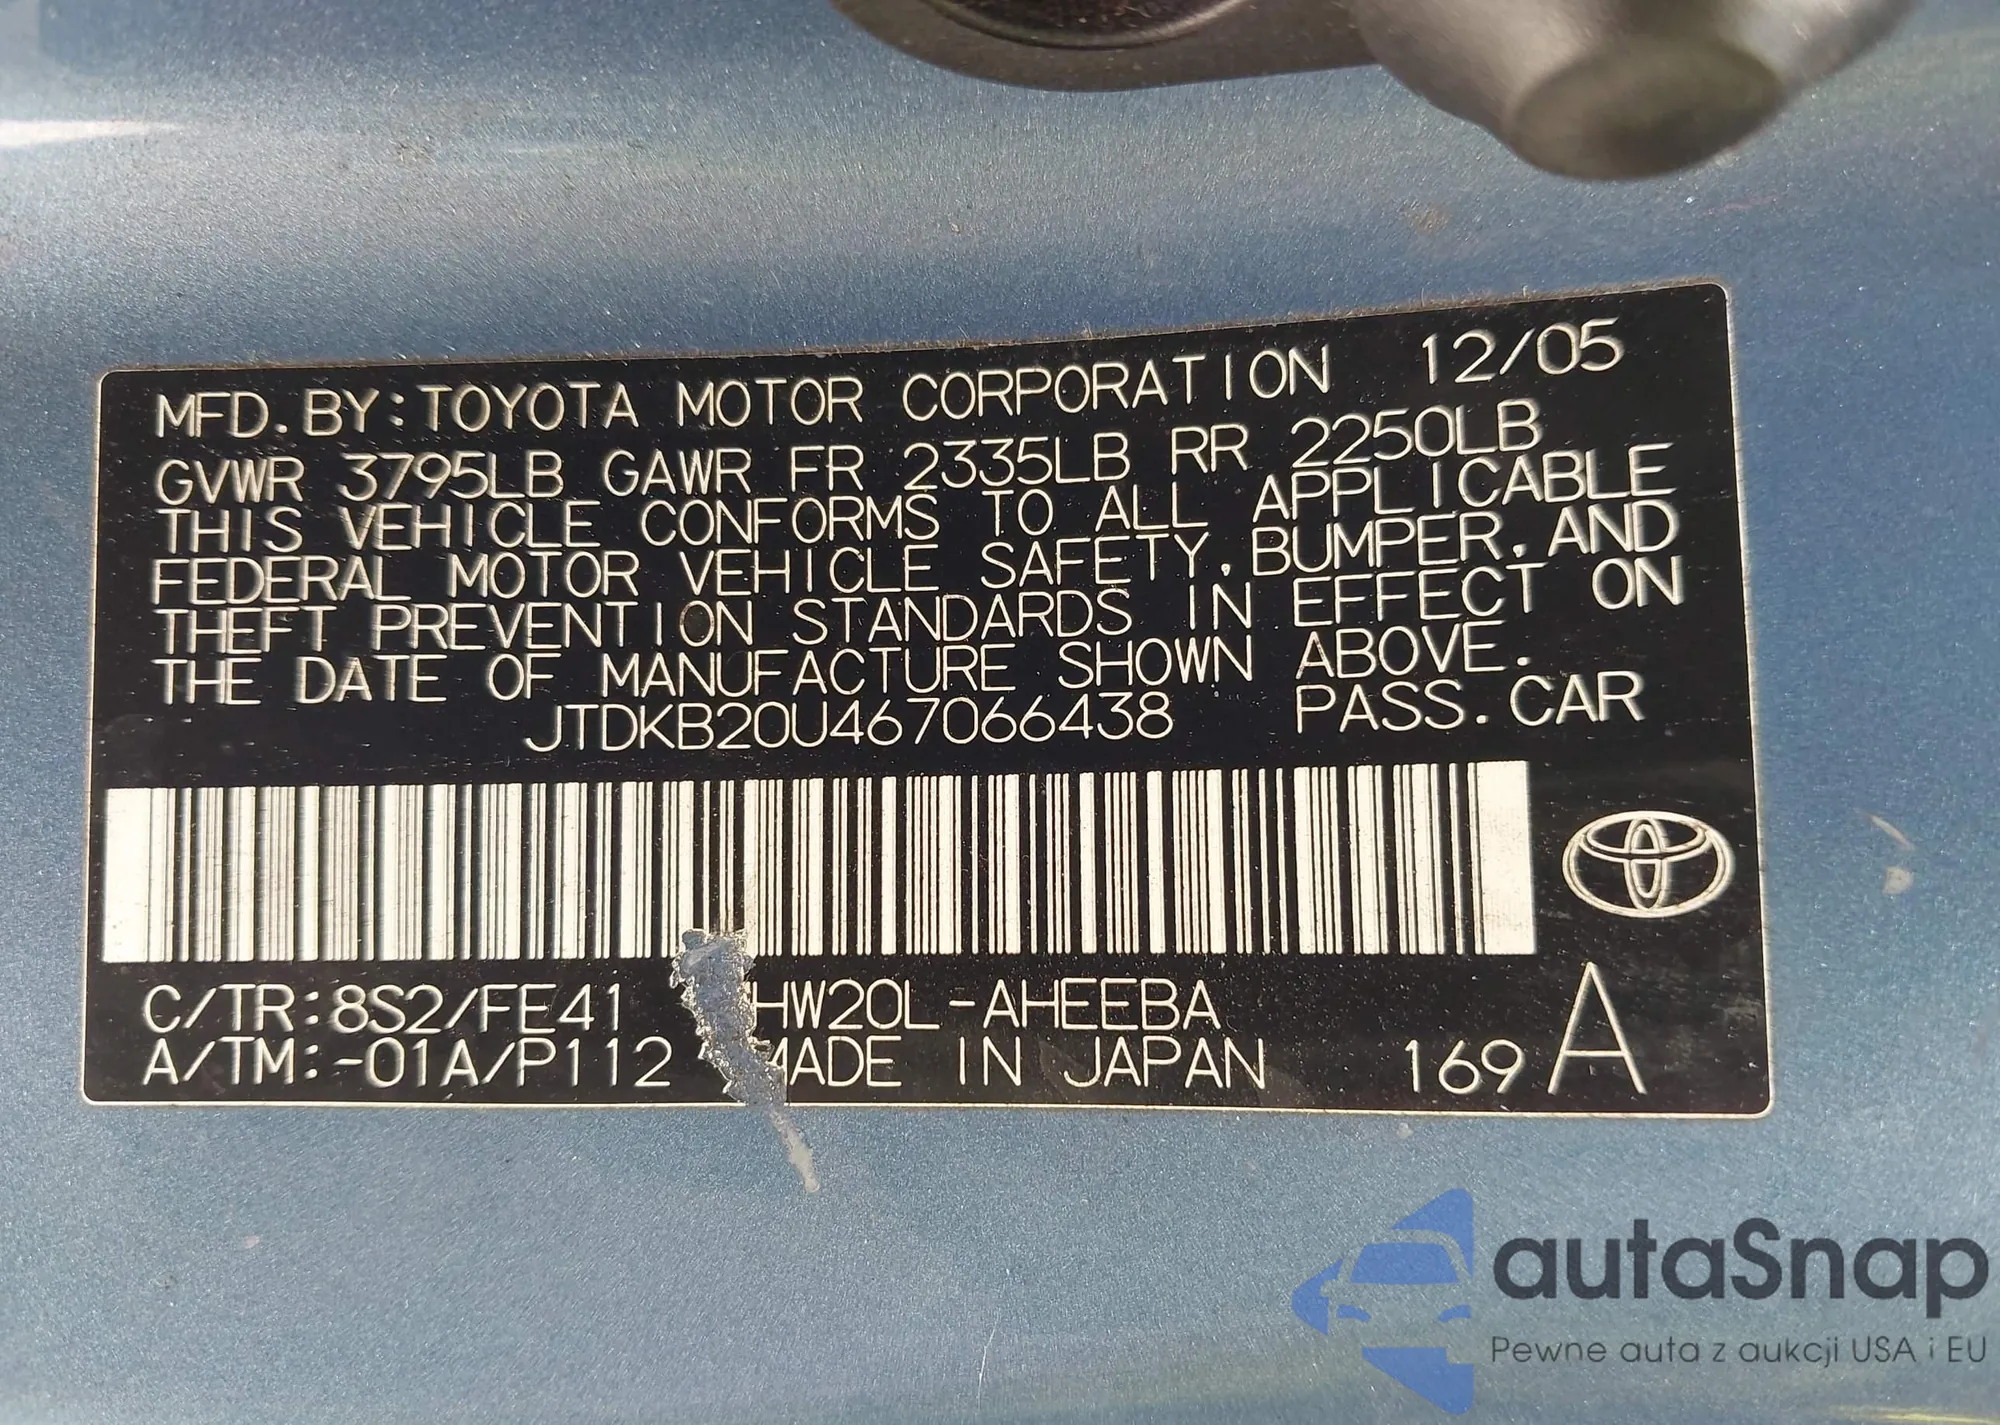 MFD. BY: TOYOTA MOTOR CORPORATION 12/05
GVWR 3795LB GAWR FR 2335LB RR 2250LB
THIS VEHICLE CONFORMS TO ALL APPLICABLE
FEDERAL MOTOR VEHICLE SAFETY, BUMPER, AND
THEFT PREVENTION STANDARDS IN EFFECT ON
THE DATE OF MANUFACTURE SHOWN ABOVE.
JTDKB20U467066438 PASS. CAR
C/TR:8S2/FE41 HW20L-AHEEBA
A/TM:-01A/P112 MADE IN JAPAN 169 A
autaSnap
Pewne auta z aukcji USA i EU